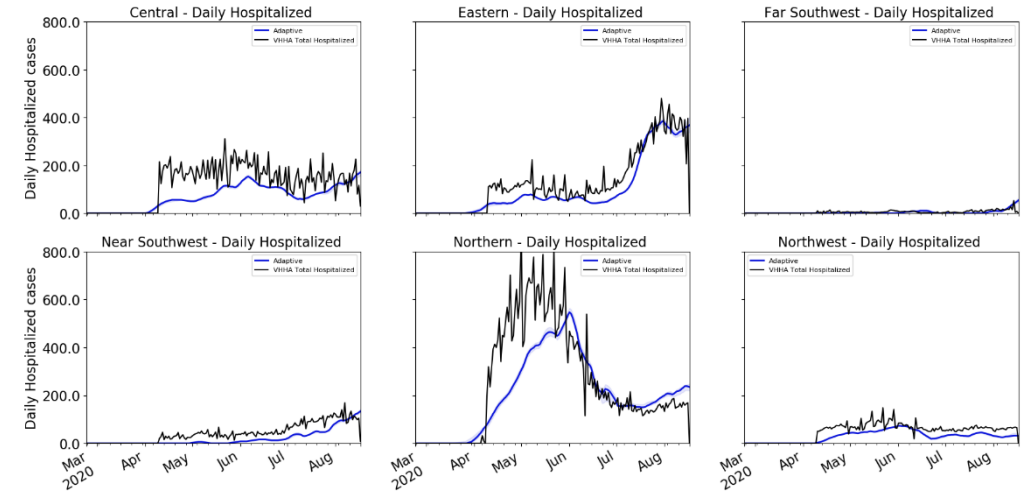 Central - Daily Hospitalized
Eastern - Daily Hospitalized
Far Southwest - Daily Hospitalized
Daily Hospitalized cases
800.0
600.0
400.0
200.0
0.0
Adaptive
VHHA Total Hospitalized
Adaptive
VHHA Total Hospitalized
Adaptive
VHHA Total Hospitalized
Near Southwest - Daily Hospitalized
Northern - Daily Hospitalized
Northwest - Daily Hospitalized
Daily Hospitalized cases
800.0
600.0
400.0
200.0
0.0
Adaptive
VHHA Total Hospitalized
Adaptive
VHHA Total Hospitalized
Adaptive
VHHA Total Hospitalized
Mar
2020
Apr
May
Jun
Jul
Aug
Mar
2020
Apr
May
Jun
Jul
Aug
Mar
2020
Apr
May
Jun
Jul
Aug